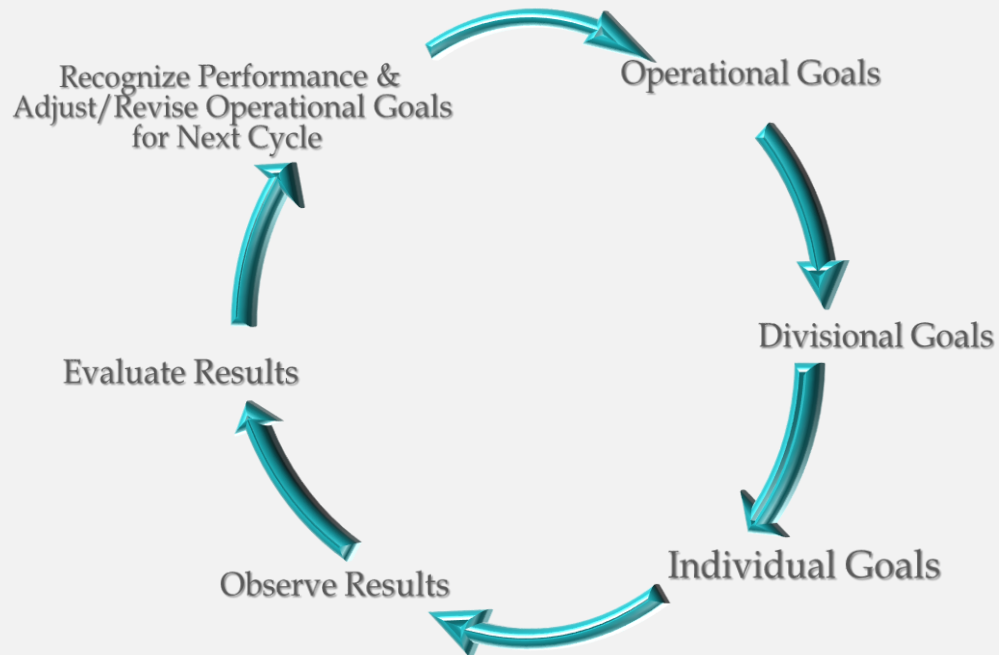 Operational Goals
Divisional Goals
Individual Goals
Observe Results
Evaluate Results
Recognize Performance &
Adjust/Revise Operational Goals
for Next Cycle